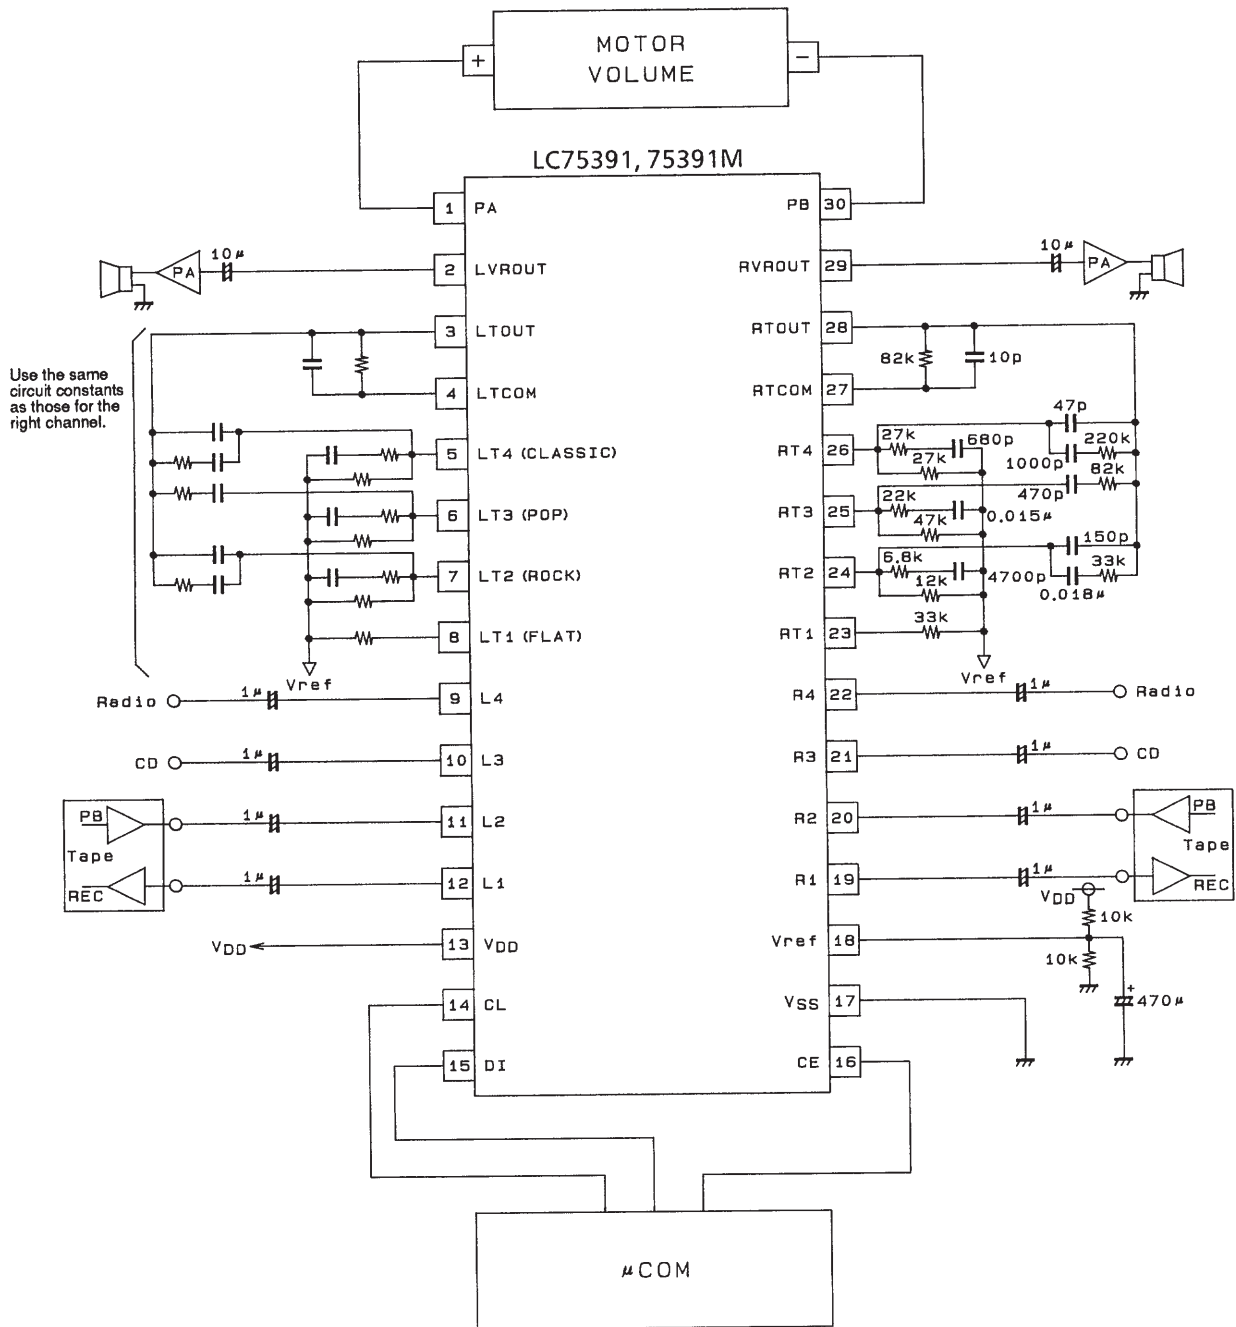 MOTOR
VOLUME
+
−
LC75391, 75391M
1 PA
PB 30
10μ
PA
2 LVROUT
RVROUT 29
10μ
PA
3 LTOUT
RTOUT 28
82k
10p
Use the same
circuit constants
as those for the
right channel.
4 LTCOM
RTCOM 27
5 LT4 (CLASSIC)
RT4 26
27k
680p
27k
47p
220k
1000p
82k
6 LT3 (POP)
RT3 25
22k
0.015μ
47k
470p
7 LT2 (ROCK)
RT2 24
6.8k
4700p
12k
150p
33k
0.018μ
8 LT1 (FLAT)
RT1 23
33k
Vref
Vref
Radio
1μ
9 L4
R4 22
1μ
Radio
CD
1μ
10 L3
R3 21
1μ
CD
PB
Tape
REC
1μ
11 L2
R2 20
1μ
PB
Tape
REC
1μ
12 L1
R1 19
1μ
VDD
10k
VDD
13 VDD
Vref 18
10k
14 CL
VSS 17
+
470μ
15 DI
CE 16
μCOM